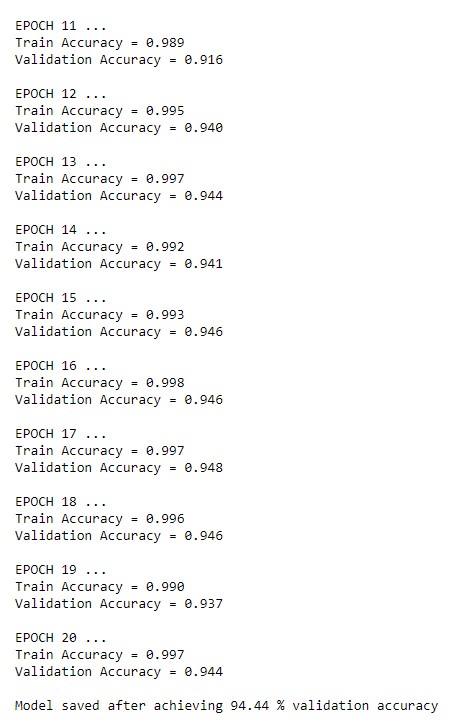 EPOCH 11 ...
Train Accuracy = 0.989
Validation Accuracy = 0.916
EPOCH 12 ...
Train Accuracy = 0.995
Validation Accuracy = 0.940
EPOCH 13 ...
Train Accuracy = 0.997
Validation Accuracy = 0.944
EPOCH 14 ...
Train Accuracy = 0.992
Validation Accuracy = 0.941
EPOCH 15 ...
Train Accuracy = 0.993
Validation Accuracy = 0.946
EPOCH 16 ...
Train Accuracy = 0.998
Validation Accuracy = 0.946
EPOCH 17 ...
Train Accuracy = 0.997
Validation Accuracy = 0.948
EPOCH 18 ...
Train Accuracy = 0.996
Validation Accuracy = 0.946
EPOCH 19 ...
Train Accuracy = 0.990
Validation Accuracy = 0.937
EPOCH 20 ...
Train Accuracy = 0.997
Validation Accuracy = 0.944
Model saved after achieving 94.44 % validation accuracy